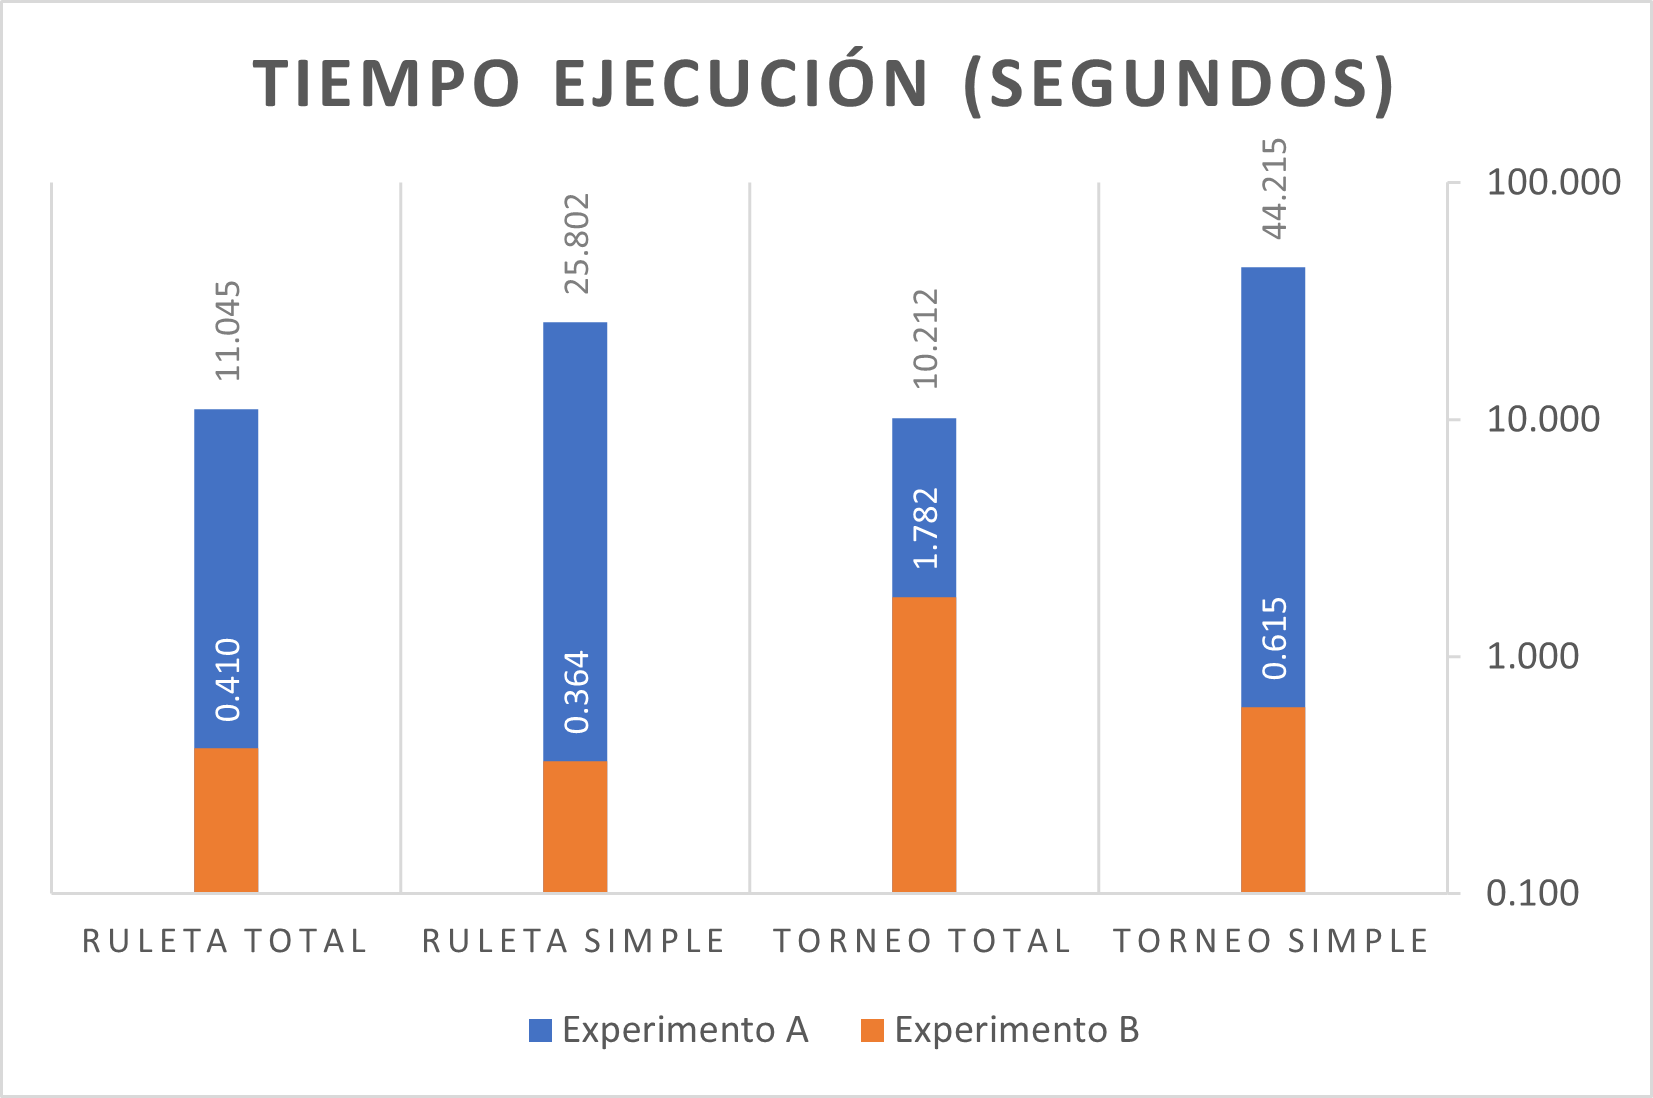 TIEMPO EJECUCIÓN (SEGUNDOS)
11.045
25.802
10.212
44.215
0.410
0.364
1.782
0.615
100.000
10.000
1.000
0.100
RULETA TOTAL
RULETA SIMPLE
TORNEO TOTAL
TORNEO SIMPLE
Experimento A
Experimento B